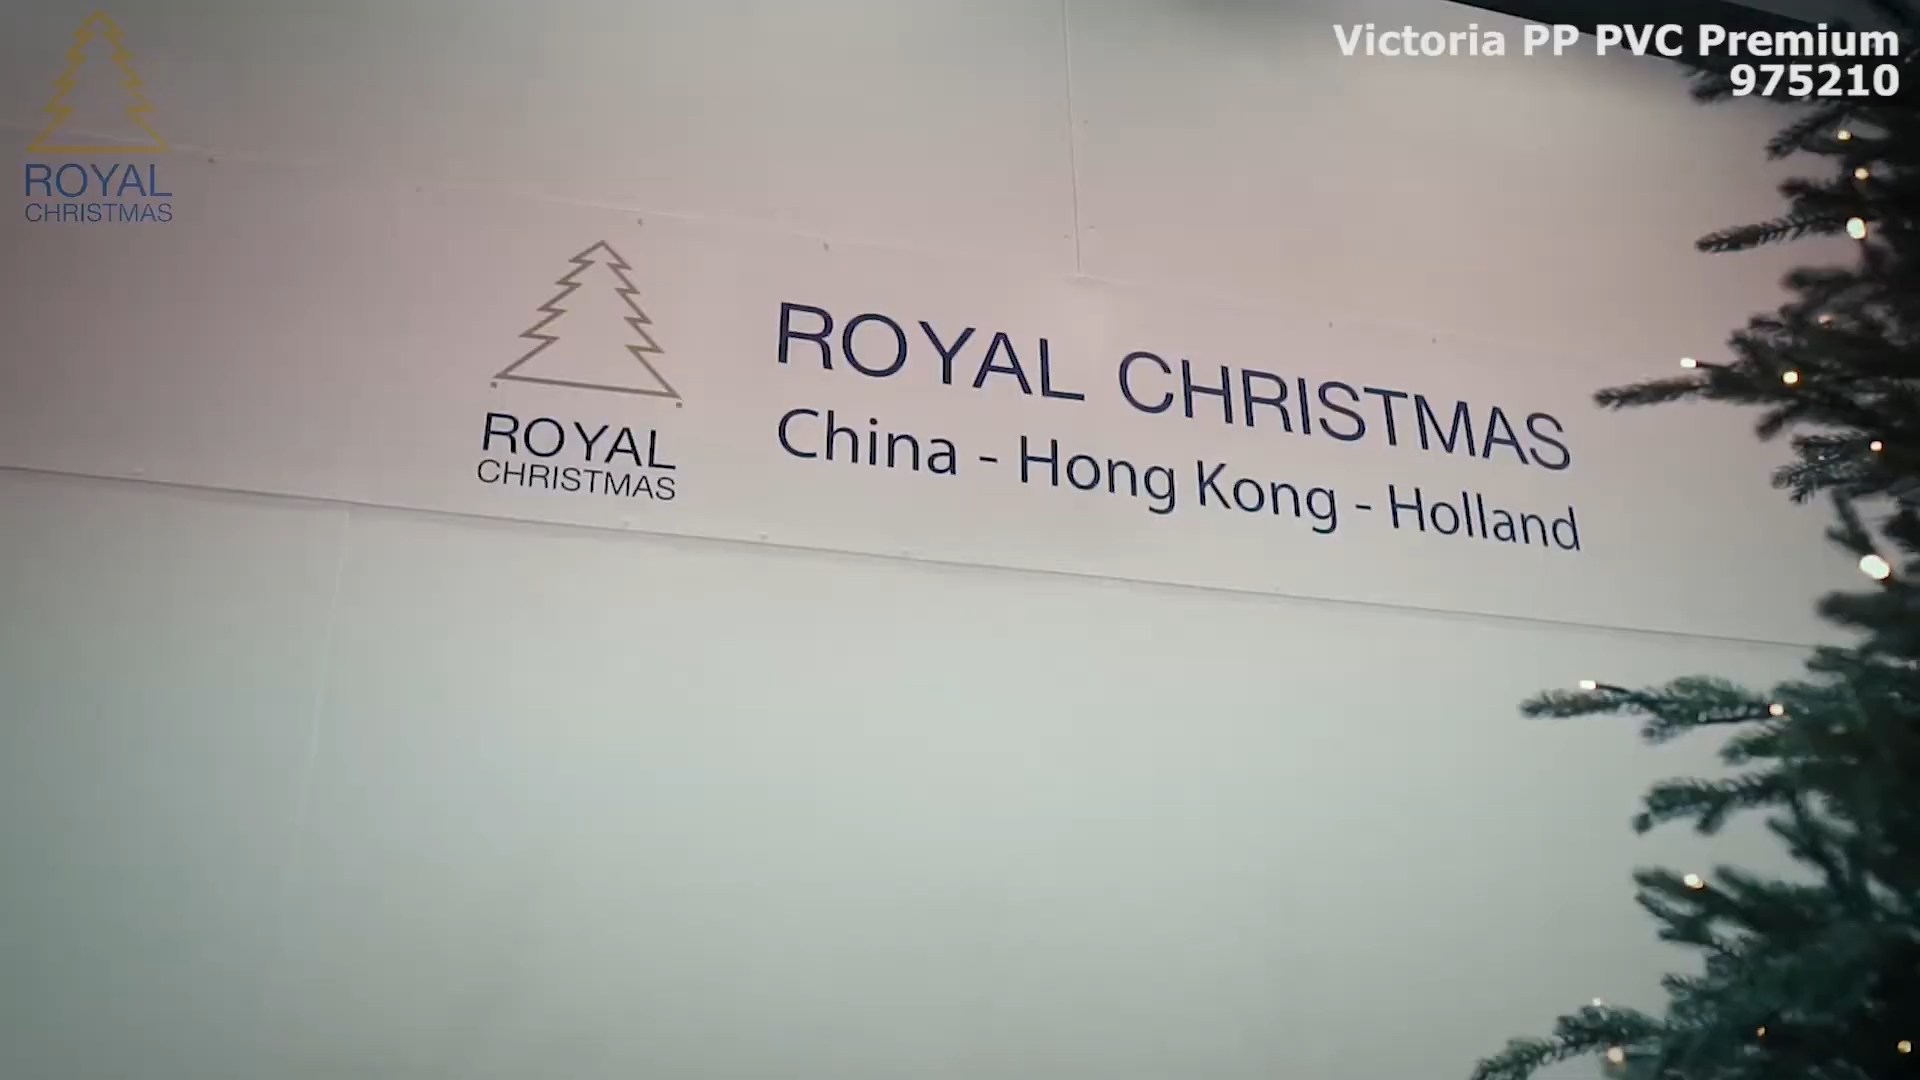 Victoria PP PVC Premium
975210
ROYAL
CHRISTMAS
ROYAL
CHRISTMAS
ROYAL CHRISTMAS
China - Hong Kong - Holland